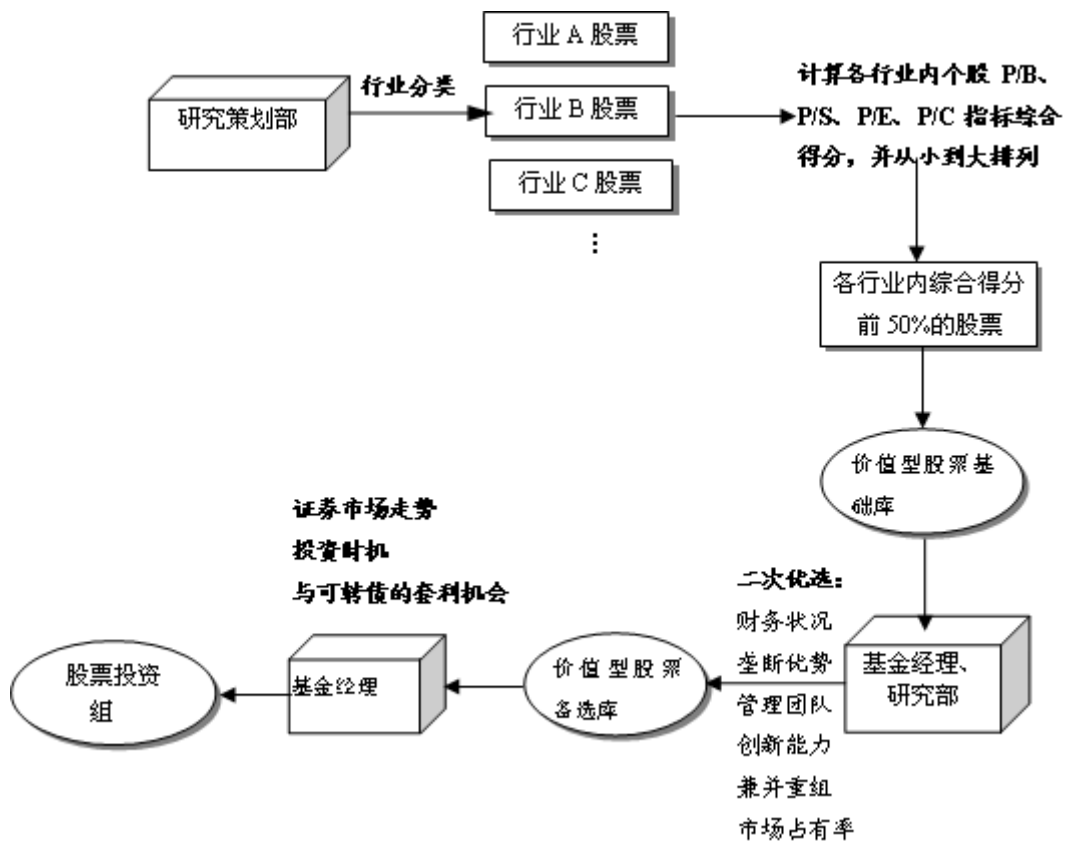 研究策划部
行业分类
行业 A 股票
行业 B 股票
行业 C 股票
⋮
计算各行业内个股 P/B、
P/S、P/E、P/C 指标综合
得分，并从小到大排列
各行业内综合得分
前 50%的股票
价值型股票基
础库
基金经理、
研究部
二次优选：
财务状况
垄断优势
管理团队
创新能力
兼并重组
市场占有率
价值型股票
备选库
证券市场走势
投资时机
与可转债的套利机会
基金经理
股票投资
组